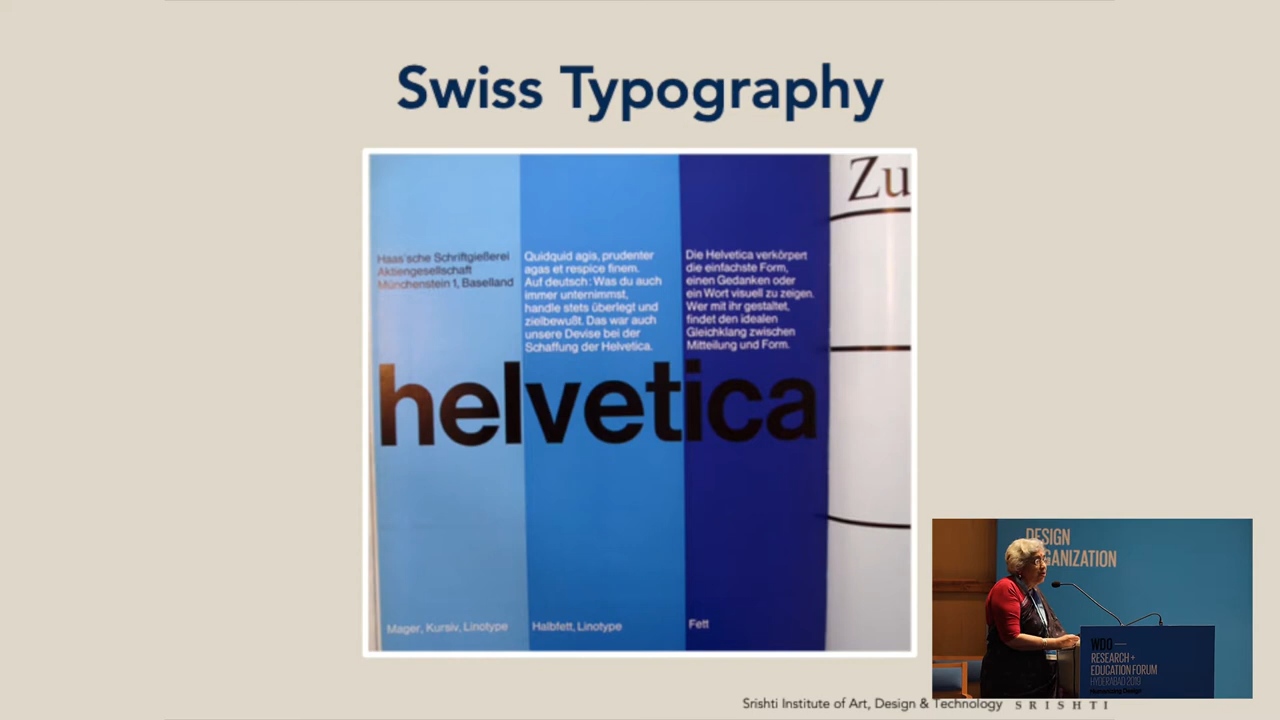 Swiss Typography
Haas'sche Schriftgießerei
Aktiengesellschaft
Münchenstein 1, Baselland
Quidquid agis, prudenter
agas et respice finem.
Auf deutsch: Was du auch
immer unternimmst,
handle stets überlegt und
zielbewußt. Das war auch
unsere Devise bei der
Schaffung der Helvetica.
Die Helvetica verkörpert
die einfachste Form,
einen Gedanken oder
ein Wort visuell zu zeigen.
Wer mit ihr gestaltet,
findet den idealen
Gleichklang zwischen
Mitteilung und Form.
Zu
helvetica
Mager, Kursiv, Linotype
Halbfett, Linotype
Fett
DESIGN
GANIZATION
WDO—
RESEARCH +
EDUCATION FORUM
HYDERABAD 2019
Humanizing Design
Srishti Institute of Art, Design & Technology SRISHTI